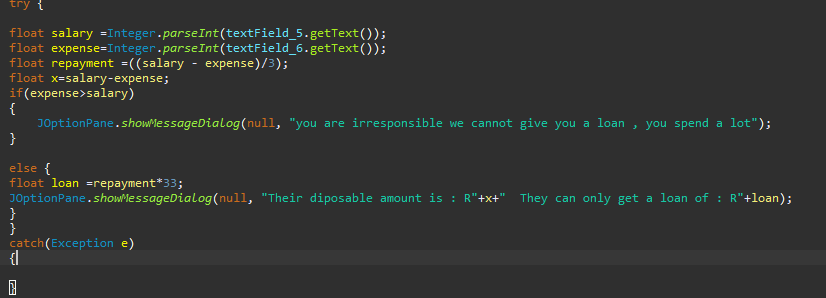 try {
float salary =Integer.parseInt(textField_5.getText());
float expense=Integer.parseInt(textField_6.getText());
float repayment =((salary - expense)/3);
float x=salary-expense;
if(expense>salary)
{
JOptionPane.showMessageDialog(null, "you are irresponsible we cannot give you a loan , you spend a lot");
}
else {
float loan =repayment*33;
JOptionPane.showMessageDialog(null, "Their diposable amount is : R"+x+"  They can only get a loan of : R"+loan);
}
}
catch(Exception e)
{
}